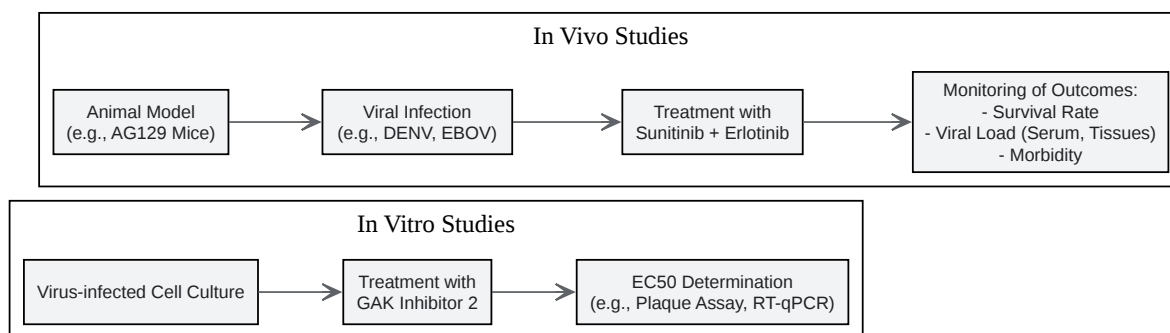 In Vivo Studies
Animal Model
(e.g., AG129 Mice)
Viral Infection
(e.g., DENV, EBOV)
Treatment with
Sunitinib + Erlotinib
Monitoring of Outcomes:
- Survival Rate
- Viral Load (Serum, Tissues)
- Morbidity
In Vitro Studies
Virus-infected Cell Culture
Treatment with
GAK Inhibitor 2
EC50 Determination
(e.g., Plaque Assay, RT-qPCR)